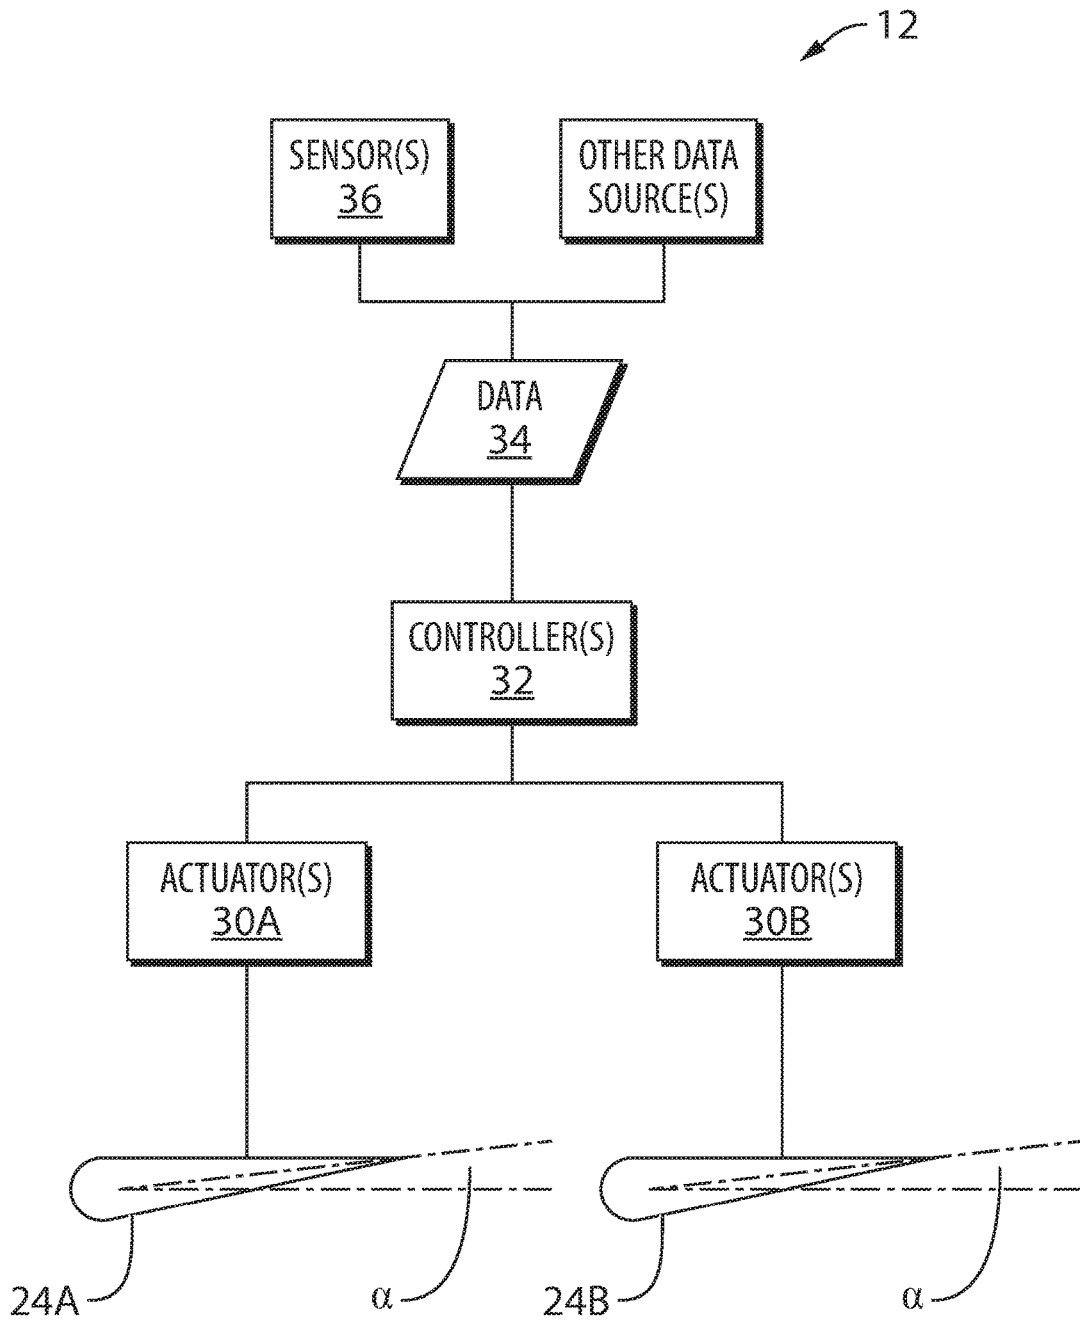 12
SENSOR(S)
36
OTHER DATA
SOURCE(S)
DATA
34
CONTROLLER(S)
32
ACTUATOR(S)
30A
ACTUATOR(S)
30B
24A
α
24B
α